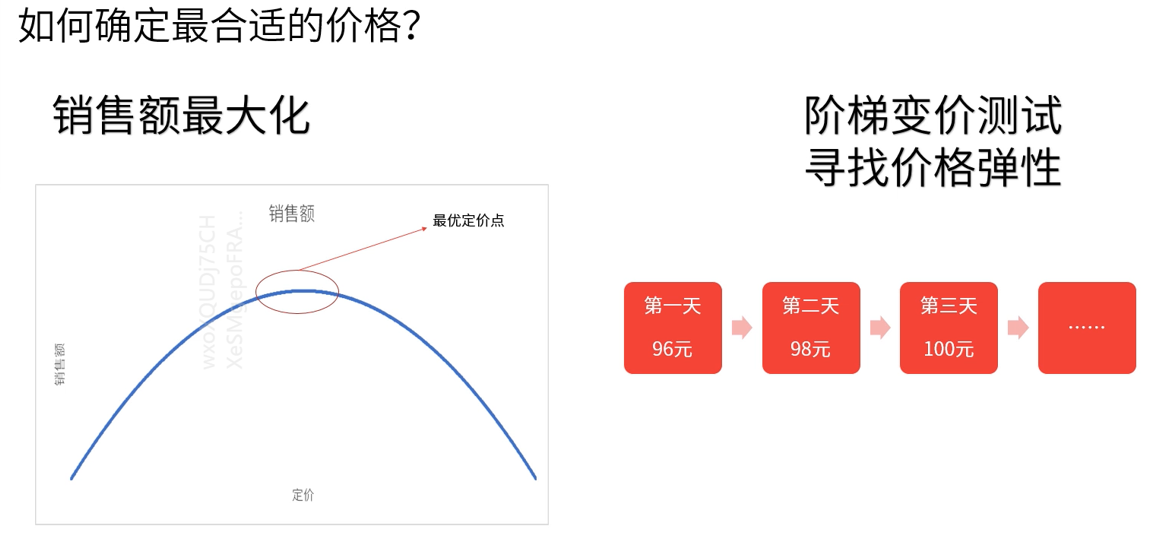 如何确定最合适的价格？
销售额最大化
销售额
最优定价点
销售额
定价
阶梯变价测试
寻找价格弹性
第一天
96元
第二天
98元
第三天
100元
……